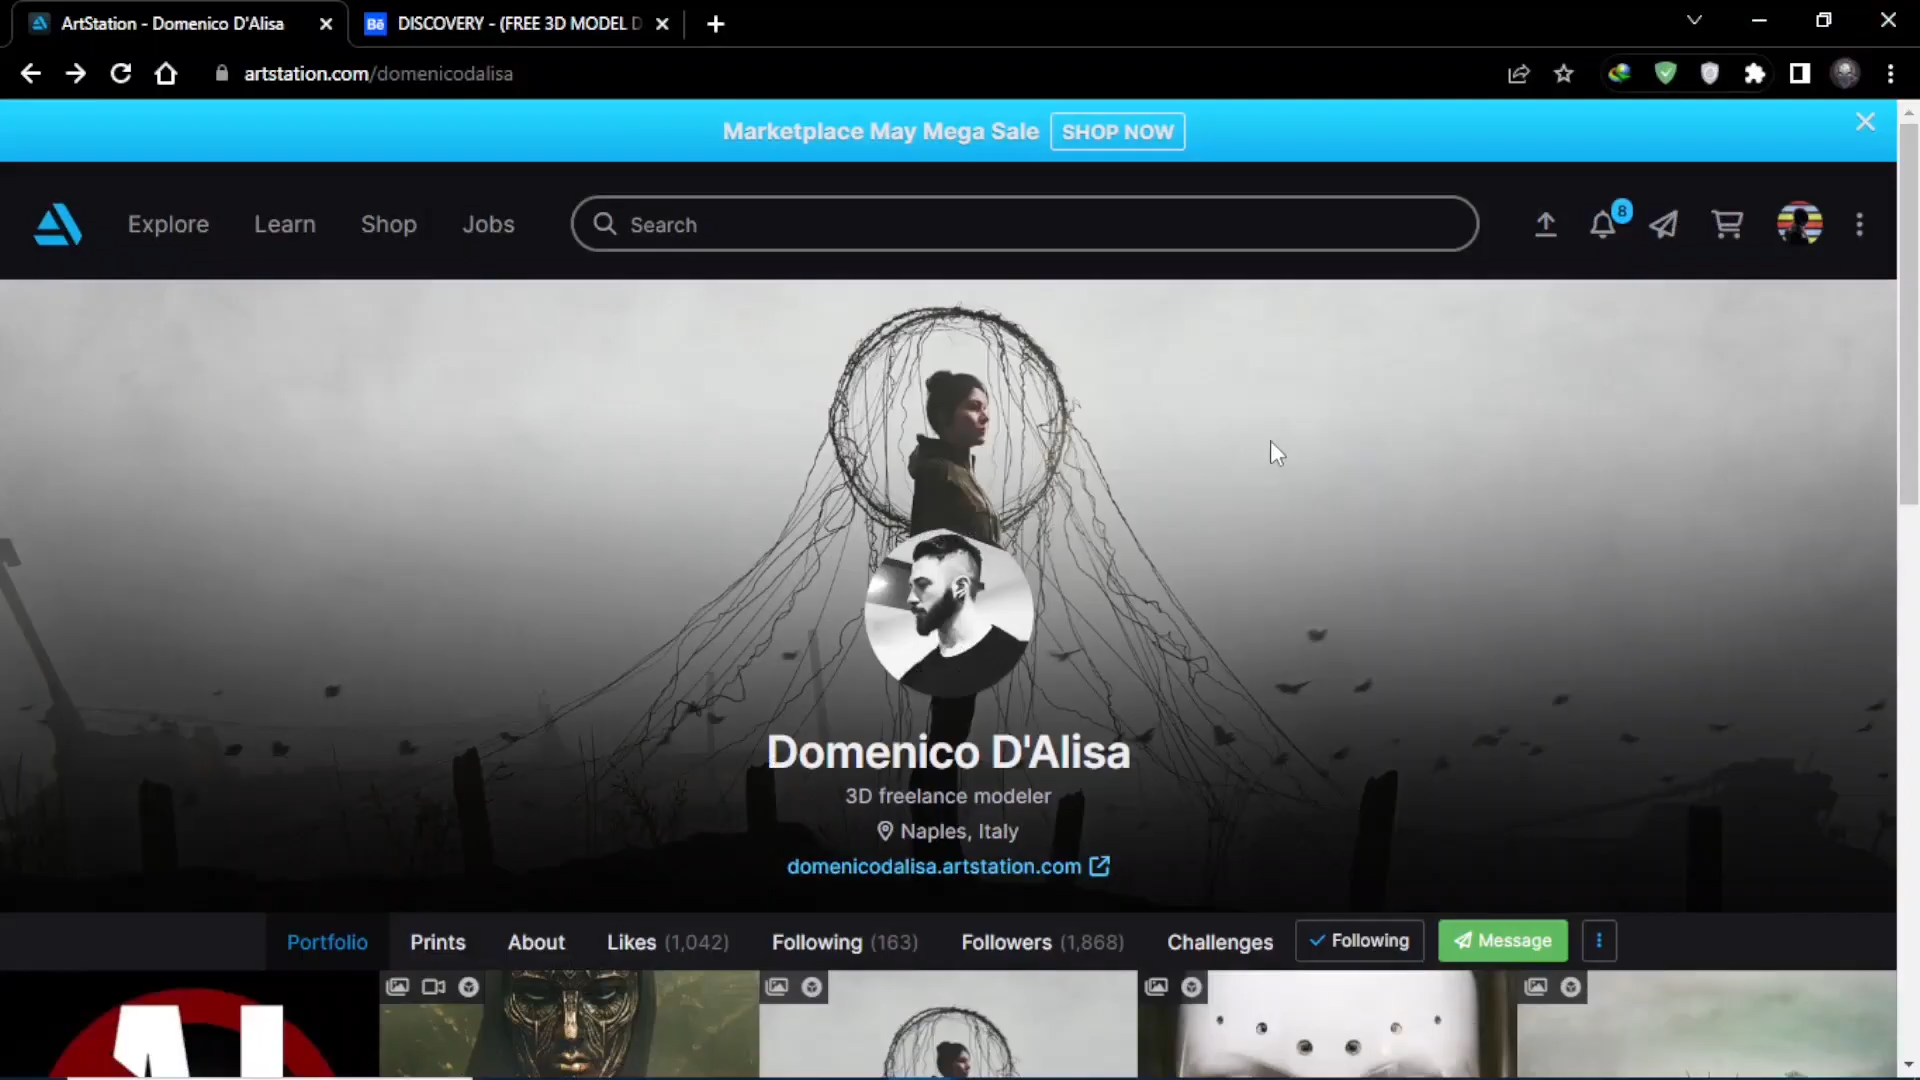 ArtStation - Domenico D'Alisa
Bē DISCOVERY - (FREE 3D MODEL D
artstation.com/domenicodalisa
Marketplace May Mega Sale SHOP NOW
Explore Learn Shop Jobs Search 8
Domenico D'Alisa
3D freelance modeler
Naples, Italy
domenicodalisa.artstation.com
Portfolio Prints About Likes (1,042) Following (163) Followers (1,868) Challenges Following Message